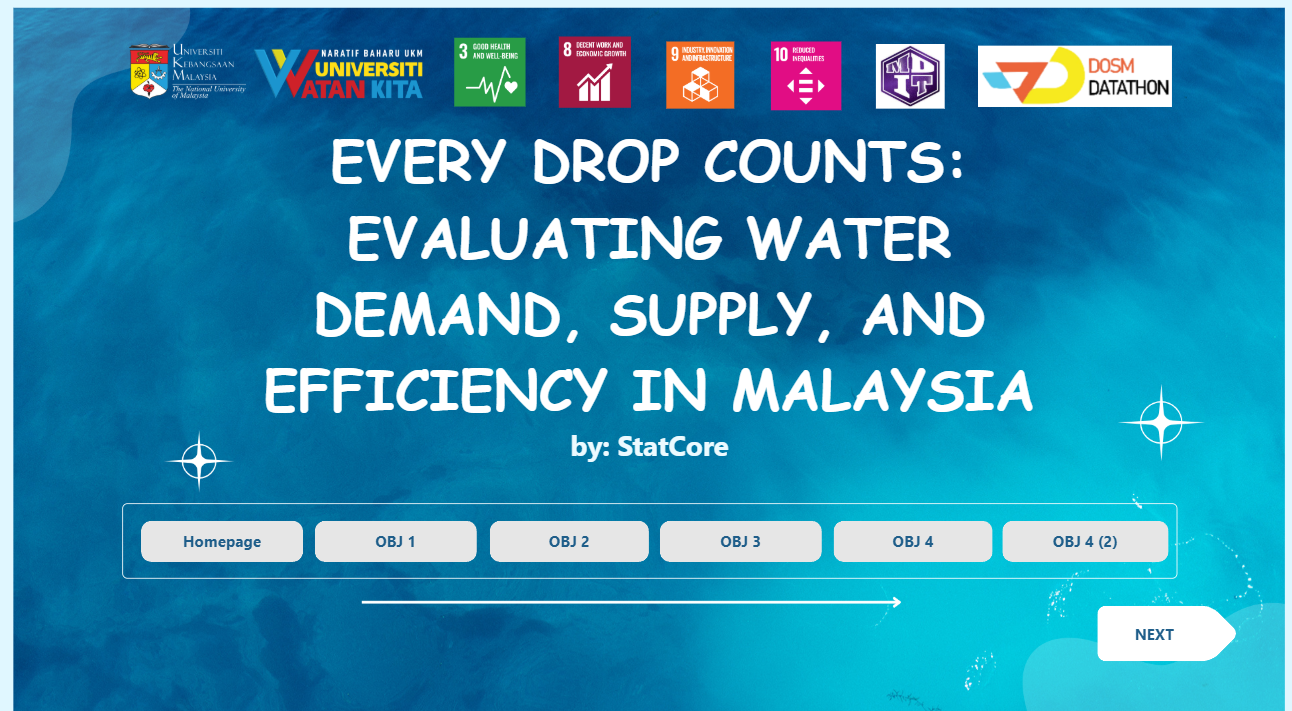 UNIVERSITI
KEBANGSAAN
MALAYSIA
The National University
of Malaysia
NARATIF BAHARU UKM
UNIVERSITI
WATAN KITA
3 GOOD HEALTH
AND WELL-BEING
8 DECENT WORK AND
ECONOMIC GROWTH
9 INDUSTRY, INNOVATION
AND INFRASTRUCTURE
10 REDUCED
INEQUALITIES
MDIT
DOSM
DATATHON
EVERY DROP COUNTS:
EVALUATING WATER
DEMAND, SUPPLY, AND
EFFICIENCY IN MALAYSIA
by: StatCore
Homepage
OBJ 1
OBJ 2
OBJ 3
OBJ 4
OBJ 4 (2)
NEXT